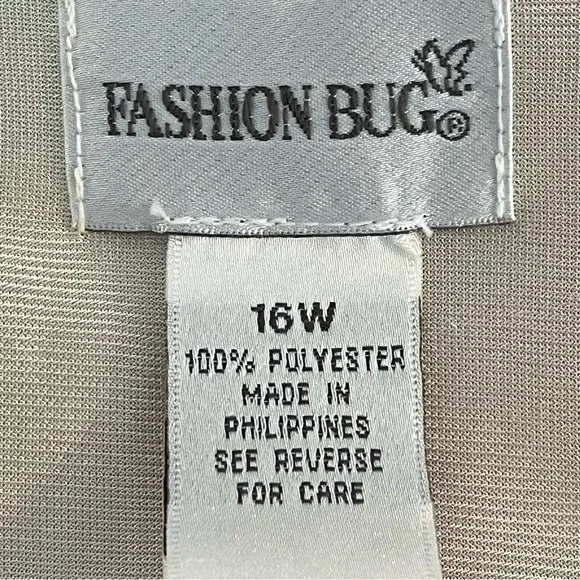 FASHION BUG®
16W
100% POLYESTER
MADE IN
PHILIPPINES
SEE REVERSE
FOR CARE